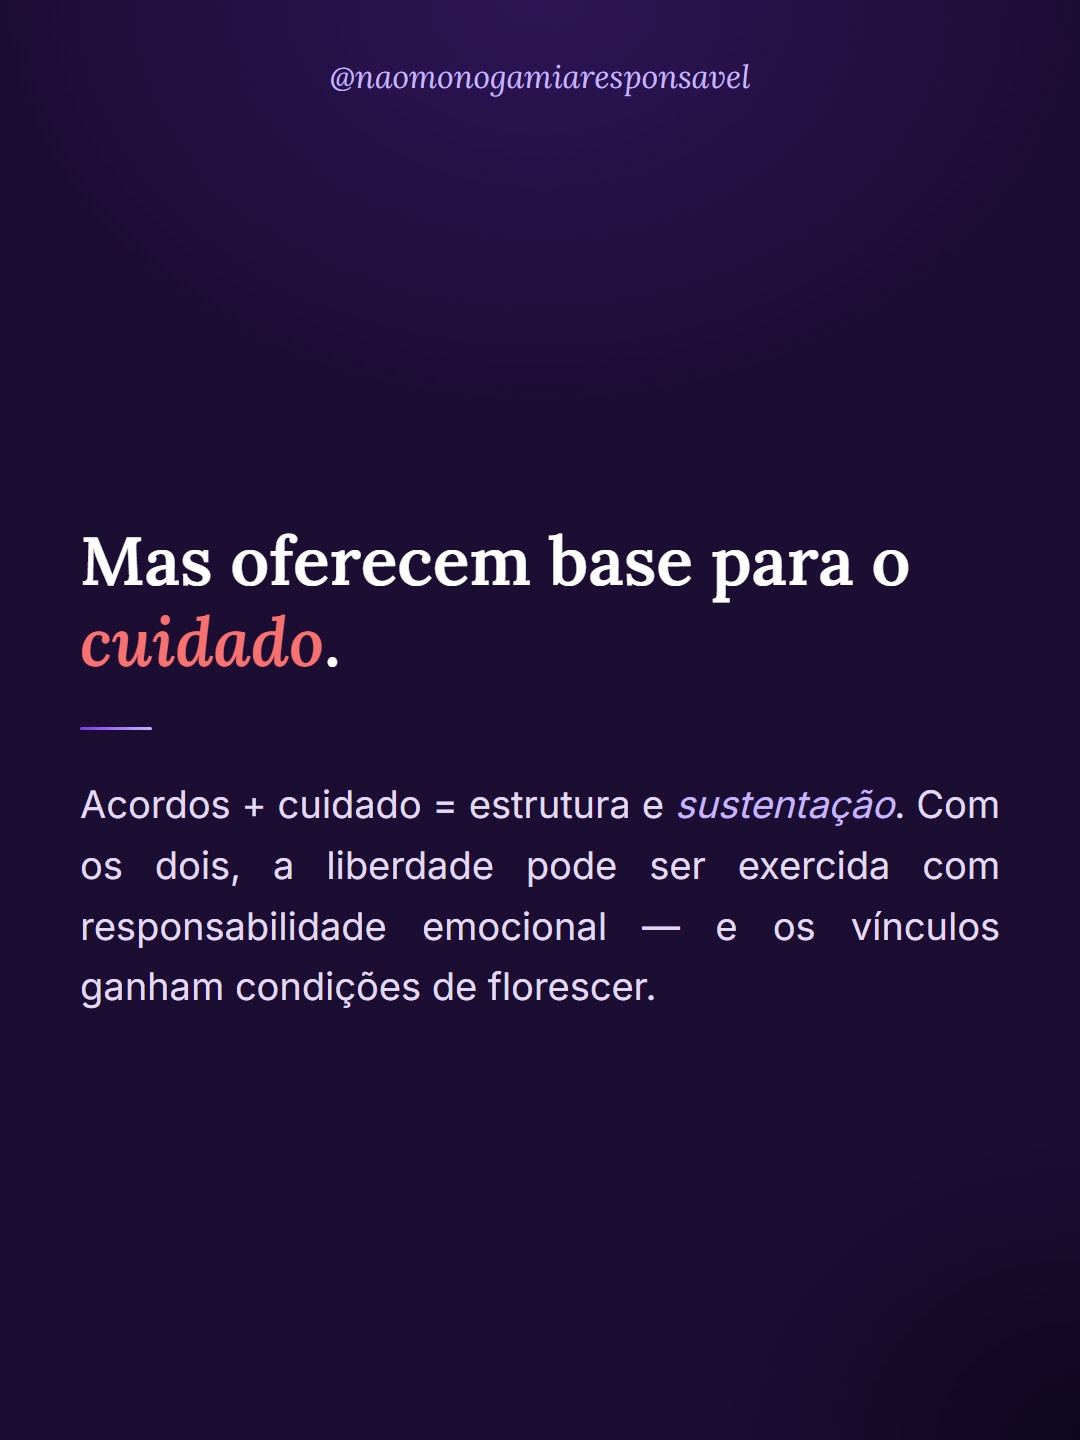 @naomonogamiaresponsavel
Mas oferecem base para o
cuidado.
Acordos + cuidado = estrutura e sustentação. Com
os dois, a liberdade pode ser exercida com
responsabilidade emocional — e os vínculos
ganham condições de florescer.